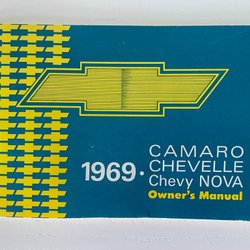 CAMARO
1969 • CHEVELLE
Chevy NOVA
Owner's Manual